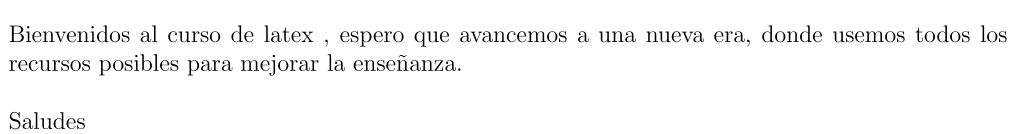 Bienvenidos al curso de latex , espero que avancemos a una nueva era, donde usemos todos los
recursos posibles para mejorar la enseñanza.
Saludes